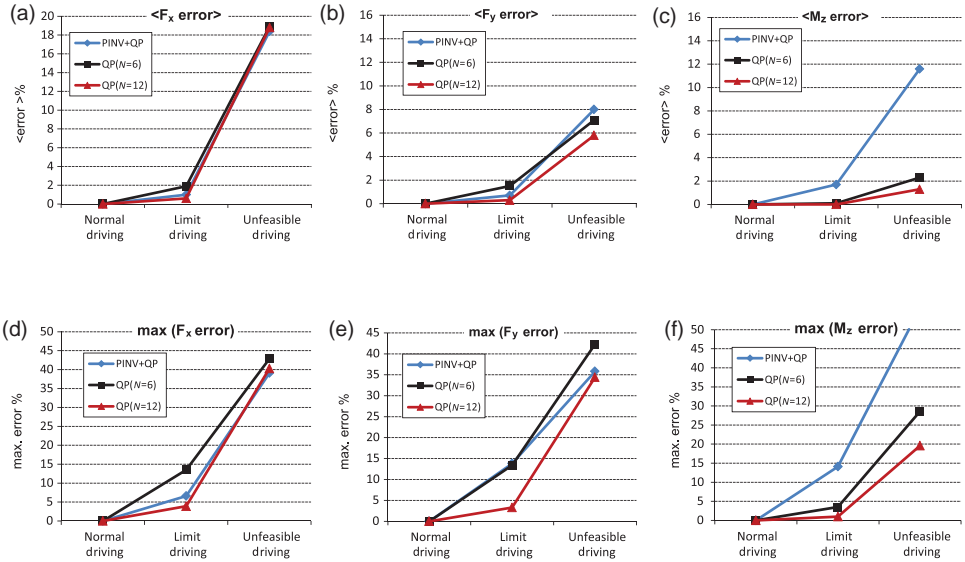 (a)
<Fx error>
20
18
16
14
12
10
8
6
4
2
0
<error >%
PINV+QP
QP(N=6)
QP(N=12)
Normal driving
Limit driving
Unfeasible driving
(b)
<Fy error>
16
14
12
10
8
6
4
2
0
<error> %
PINV+QP
QP(N=6)
QP(N=12)
Normal driving
Limit driving
Unfeasible driving
(c)
<Mz error>
16
14
12
10
8
6
4
2
0
<error> %
PINV+QP
QP(N=6)
QP(N=12)
Normal driving
Limit driving
Unfeasible driving
(d)
max (Fx error)
50
45
40
35
30
25
20
15
10
5
0
max. error %
PINV+QP
QP(N=6)
QP(N=12)
Normal driving
Limit driving
Unfeasible driving
(e)
max (Fy error)
45
40
35
30
25
20
15
10
5
0
max. error %
PINV+QP
QP(N=6)
QP(N=12)
Normal driving
Limit driving
Unfeasible driving
(f)
max (Mz error)
50
45
40
35
30
25
20
15
10
5
0
max. error %
PINV+QP
QP(N=6)
QP(N=12)
Normal driving
Limit driving
Unfeasible driving